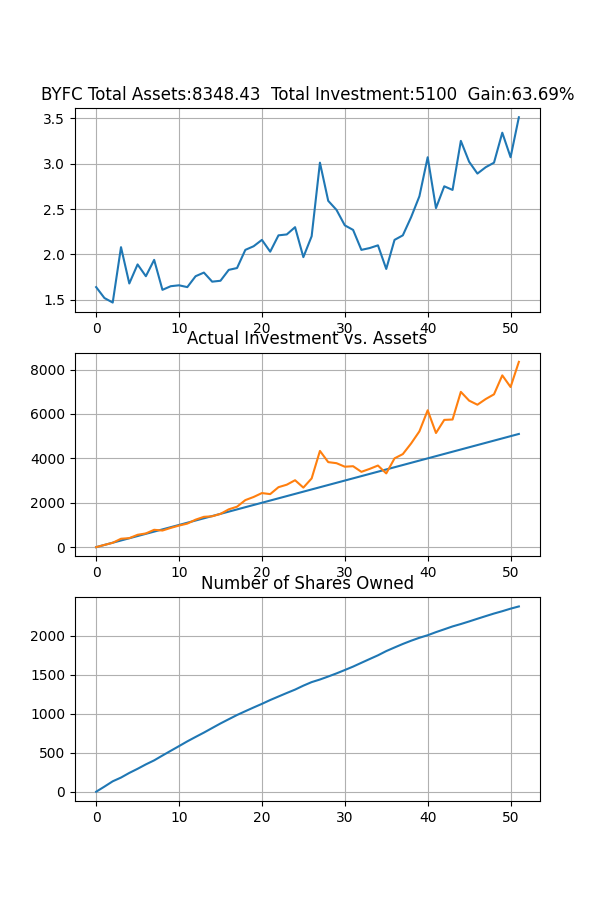 BYFC Total Assets:8348.43  Total Investment:5100  Gain:63.69%
3.5
3.0
2.5
2.0
1.5
0 10 20 30 40 50
Actual Investment vs. Assets
8000
6000
4000
2000
0
0 10 20 30 40 50
Number of Shares Owned
2000
1500
1000
500
0
0 10 20 30 40 50